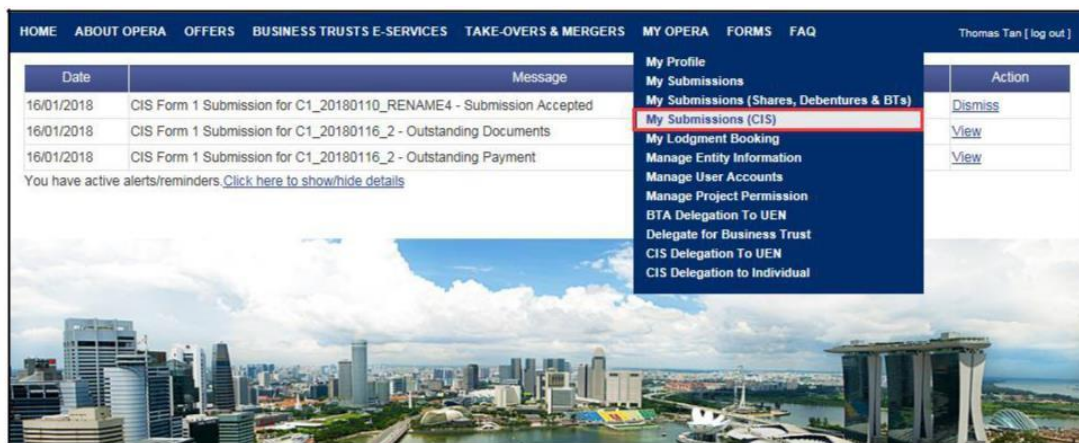 HOME ABOUT OPERA OFFERS BUSINESS TRUSTS E-SERVICES TAKE-OVERS & MERGERS MY OPERA FORMS FAQ Thomas Tan [ log out ]
My Profile
My Submissions
My Submissions (Shares, Debentures & BTs)
My Submissions (CIS)
My Lodgment Booking
Manage Entity Information
Manage User Accounts
Manage Project Permission
BTA Delegation To UEN
Delegate for Business Trust
CIS Delegation To UEN
CIS Delegation to Individual
Date Message Action
16/01/2018 CIS Form 1 Submission for C1_20180110_RENAME4 - Submission Accepted Dismiss
16/01/2018 CIS Form 1 Submission for C1_20180116_2 - Outstanding Documents View
16/01/2018 CIS Form 1 Submission for C1_20180116_2 - Outstanding Payment View
You have active alerts/reminders.Click here to show/hide details